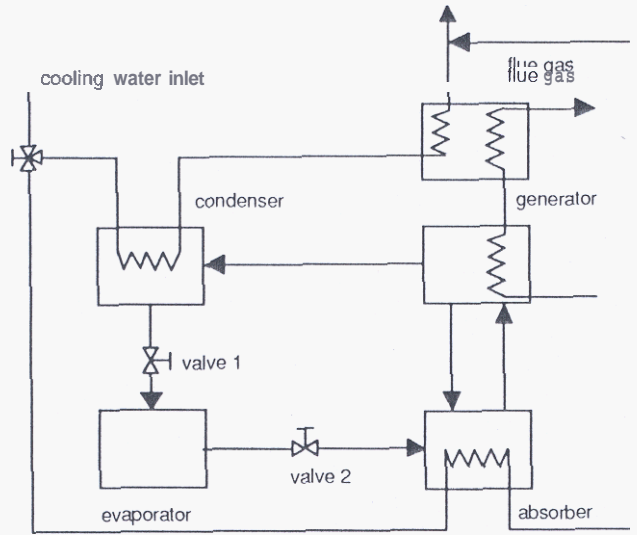 cooling water inlet
flue gas
flue gas
condenser
generator
valve 1
valve 2
evaporator
absorber